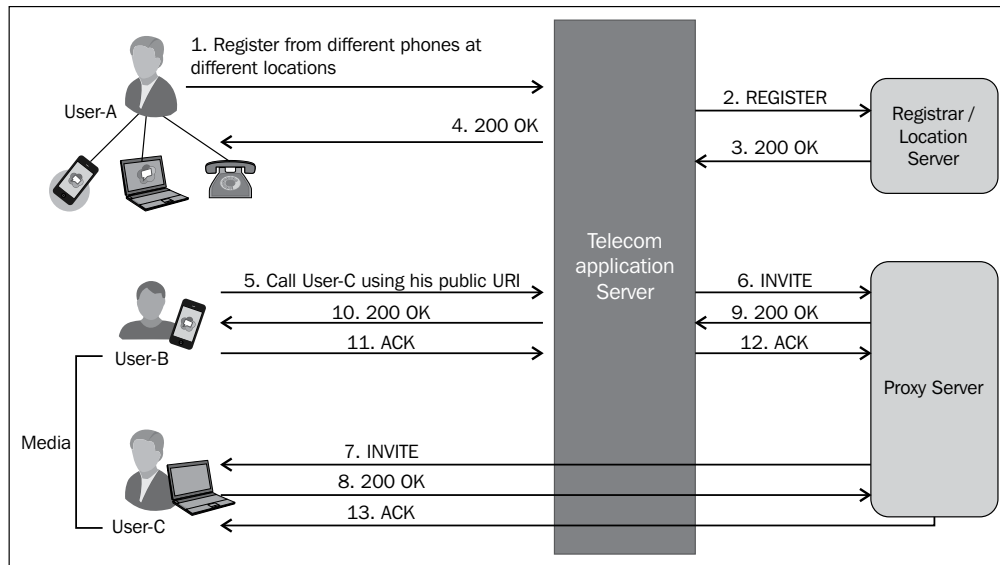 1. Register from different phones at
different locations
User-A
2. REGISTER
4. 200 OK
3. 200 OK
Registrar /
Location
Server
Telecom
application
Server
5. Call User-C using his public URI
6. INVITE
10. 200 OK
9. 200 OK
11. ACK
12. ACK
User-B
Proxy Server
Media
7. INVITE
8. 200 OK
13. ACK
User-C